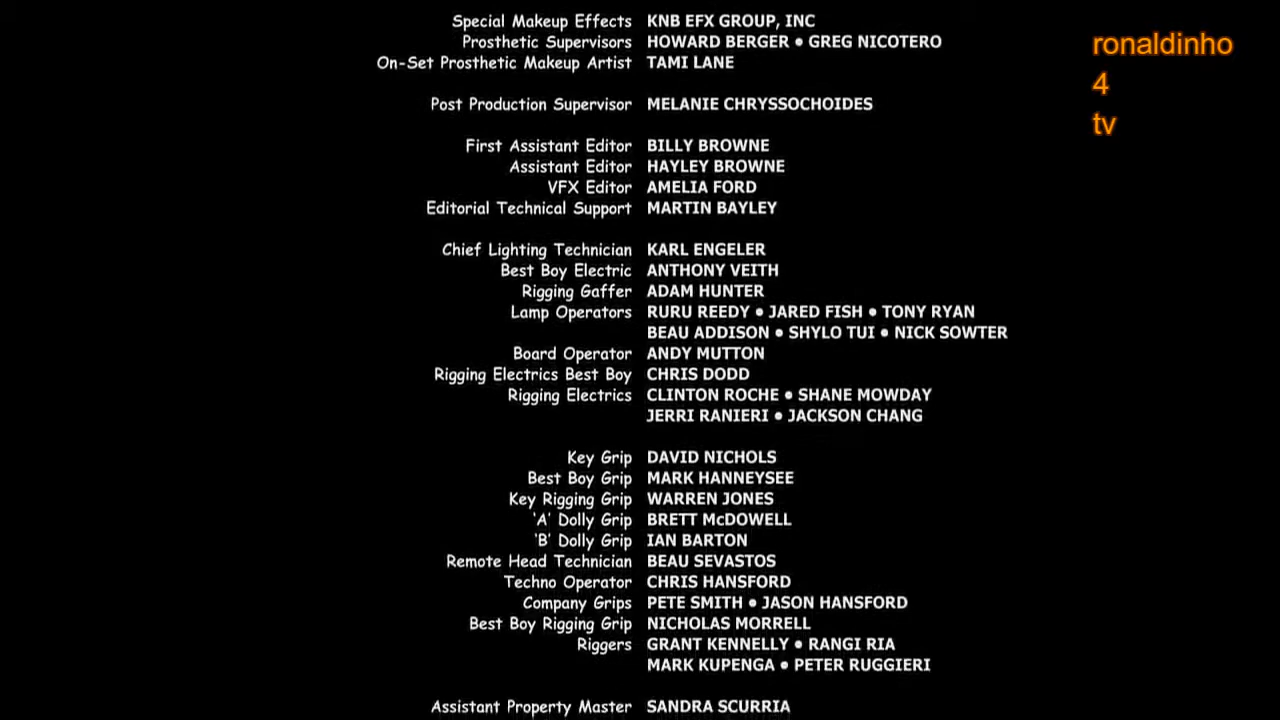 Special Makeup Effects KNB EFX GROUP, INC
Prosthetic Supervisors HOWARD BERGER • GREG NICOTERO
On-Set Prosthetic Makeup Artist TAMI LANE
Post Production Supervisor MELANIE CHRYSSOCHOIDES
First Assistant Editor BILLY BROWNE
Assistant Editor HAYLEY BROWNE
VFX Editor AMELIA FORD
Editorial Technical Support MARTIN BAYLEY
Chief Lighting Technician KARL ENGELER
Best Boy Electric ANTHONY VEITH
Rigging Gaffer ADAM HUNTER
Lamp Operators RURU REEDY • JARED FISH • TONY RYAN
BEAU ADDISON • SHYLO TUI • NICK SOWTER
Board Operator ANDY MUTTON
Rigging Electrics Best Boy CHRIS DODD
Rigging Electrics CLINTON ROCHE • SHANE MOWDAY
JERRI RANIERI • JACKSON CHANG
Key Grip DAVID NICHOLS
Best Boy Grip MARK HANNEYSEE
Key Rigging Grip WARREN JONES
'A' Dolly Grip BRETT McDOWELL
'B' Dolly Grip IAN BARTON
Remote Head Technician BEAU SEVASTOS
Techno Operator CHRIS HANSFORD
Company Grips PETE SMITH • JASON HANSFORD
Best Boy Rigging Grip NICHOLAS MORRELL
Riggers GRANT KENNELLY • RANGI RIA
MARK KUPENGA • PETER RUGGIERI
Assistant Property Master SANDRA SCURRIA
ronaldinho
4
tv